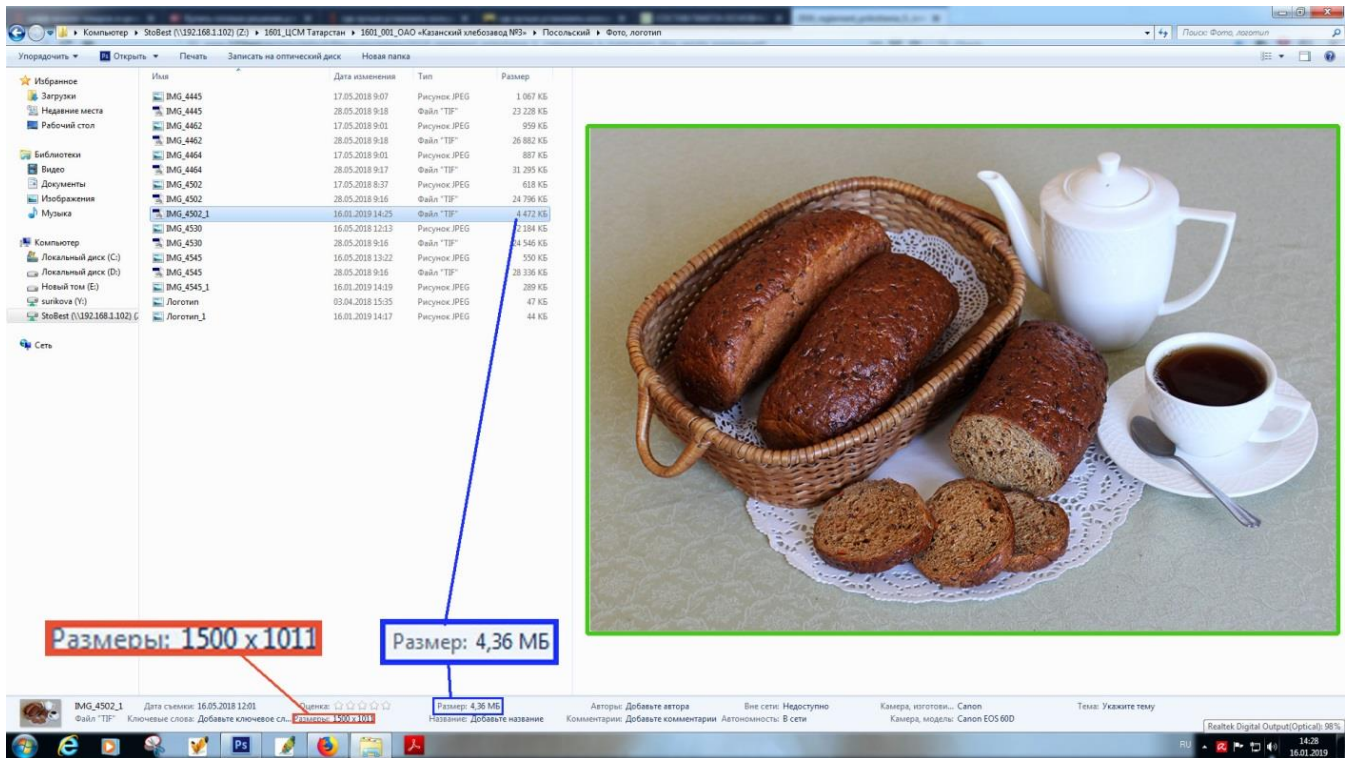 Компьютер ▸ StoBest (\\192.168.1.102) (Z:) ▸ 1601_ЦСМ Татарстан ▸ 1601_001_ОАО «Казанский хлебозавод №3» ▸ Посольский ▸ Фото, логотип
Поиск: Фото, логотип
Упорядочить Открыть Печать Записать на оптический диск Новая папка
Имя Дата изменения Тип Размер
Избранное
Загрузки
Недавние места
Рабочий стол
Библиотеки
Видео
Документы
Изображения
Музыка
Компьютер
Локальный диск (C:)
Локальный диск (D:)
Новый том (E:)
surikova (Y:)
StoBest (\\192.168.1.102) (Z
Сеть
IMG_4445 17.05.2018 9:07 Рисунок JPEG 1 067 КБ
IMG_4445 28.05.2018 9:18 Файл "TIF" 23 228 КБ
IMG_4462 17.05.2018 9:01 Рисунок JPEG 959 КБ
IMG_4462 28.05.2018 9:18 Файл "TIF" 26 882 КБ
IMG_4464 17.05.2018 9:01 Рисунок JPEG 887 КБ
IMG_4464 28.05.2018 9:17 Файл "TIF" 31 295 КБ
IMG_4502 17.05.2018 8:37 Рисунок JPEG 618 КБ
IMG_4502 28.05.2018 9:16 Файл "TIF" 24 796 КБ
IMG_4502_1 16.01.2019 14:25 Файл "TIF" 4 472 КБ
IMG_4530 16.05.2018 12:13 Рисунок JPEG 2 184 КБ
IMG_4530 28.05.2018 9:16 Файл "TIF" 24 546 КБ
IMG_4545 16.05.2018 13:22 Рисунок JPEG 550 КБ
IMG_4545 28.05.2018 9:16 Файл "TIF" 28 336 КБ
IMG_4545_1 16.01.2019 14:19 Рисунок JPEG 289 КБ
Логотип 03.04.2018 15:35 Рисунок JPEG 47 КБ
Логотип_1 16.01.2019 14:17 Рисунок JPEG 44 КБ
Размеры: 1500 x 1011
Размер: 4,36 МБ
IMG_4502_1 Дата съемки: 16.05.2018 12:01 Оценка: Размер: 4,36 МБ Авторы: Добавьте автора Вне сети: Недоступно Камера, изготови... Canon Тема: Укажите тему
Файл "TIF" Ключевые слова: Добавьте ключевое сл... Размеры: 1500 x 1011 Название: Добавьте название Комментарии: Добавьте комментарии Автономность: В сети Камера, модель: Canon EOS 60D
Realtek Digital Output(Optical): 98%
Ps
RU 14:28
16.01.2019